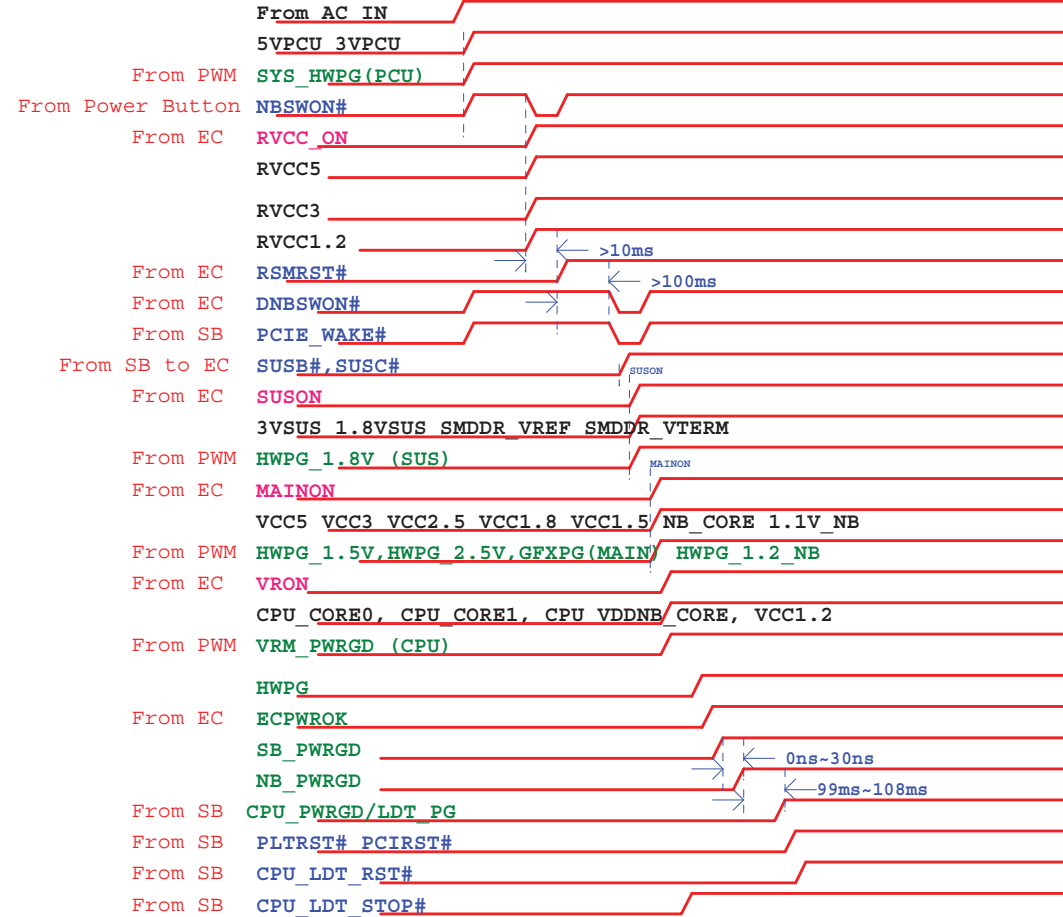 From AC IN
5VPCU 3VPCU
From PWM SYS_HWPG(PCU)
From Power Button NBSWON#
From EC RVCC_ON
RVCC5
RVCC3
RVCC1.2
>10ms
From EC RSMRST#
>100ms
From EC DNBSWON#
From SB PCIE_WAKE#
From SB to EC SUSB#,SUSC#
SUSON
From EC SUSON
3VSUS 1.8VSUS SMDDR_VREF SMDDR_VTERM
From PWM HWPG_1.8V (SUS)
MAINON
From EC MAINON
VCC5 VCC3 VCC2.5 VCC1.8 VCC1.5 NB_CORE 1.1V_NB
From PWM HWPG_1.5V,HWPG_2.5V,GFXPG(MAIN) HWPG_1.2_NB
From EC VRON
CPU_CORE0, CPU_CORE1, CPU_VDDNB_CORE, VCC1.2
From PWM VRM_PWRGD (CPU)
HWPG
From EC ECPWROK
SB_PWRGD
0ns~30ns
NB_PWRGD
99ms~108ms
From SB CPU_PWRGD/LDT_PG
From SB PLTRST# PCIRST#
From SB CPU_LDT_RST#
From SB CPU_LDT_STOP#